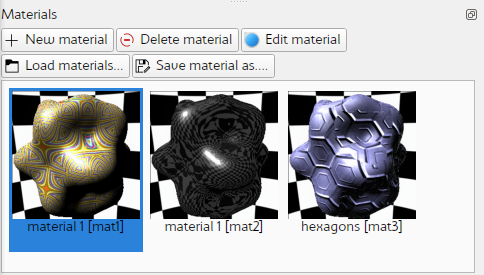 Materials
New material Delete material Edit material
Load materials... Save material as....
material 1 [mat1] material 1 [mat2] hexagons [mat3]